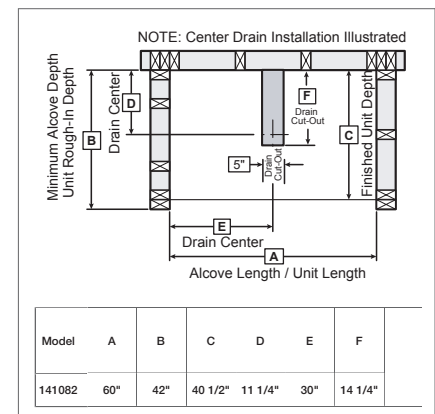 NOTE: Center Drain Installation Illustrated
Minimum Alcove Depth
Unit Rough-In Depth
B
Drain Center
D
F
Drain
Cut-Out
C
Finished Unit Depth
5"
Drain
Cut-Out
E
Drain Center
A
Alcove Length / Unit Length
Model A B C D E F
141082 60" 42" 40 1/2" 11 1/4" 30" 14 1/4"